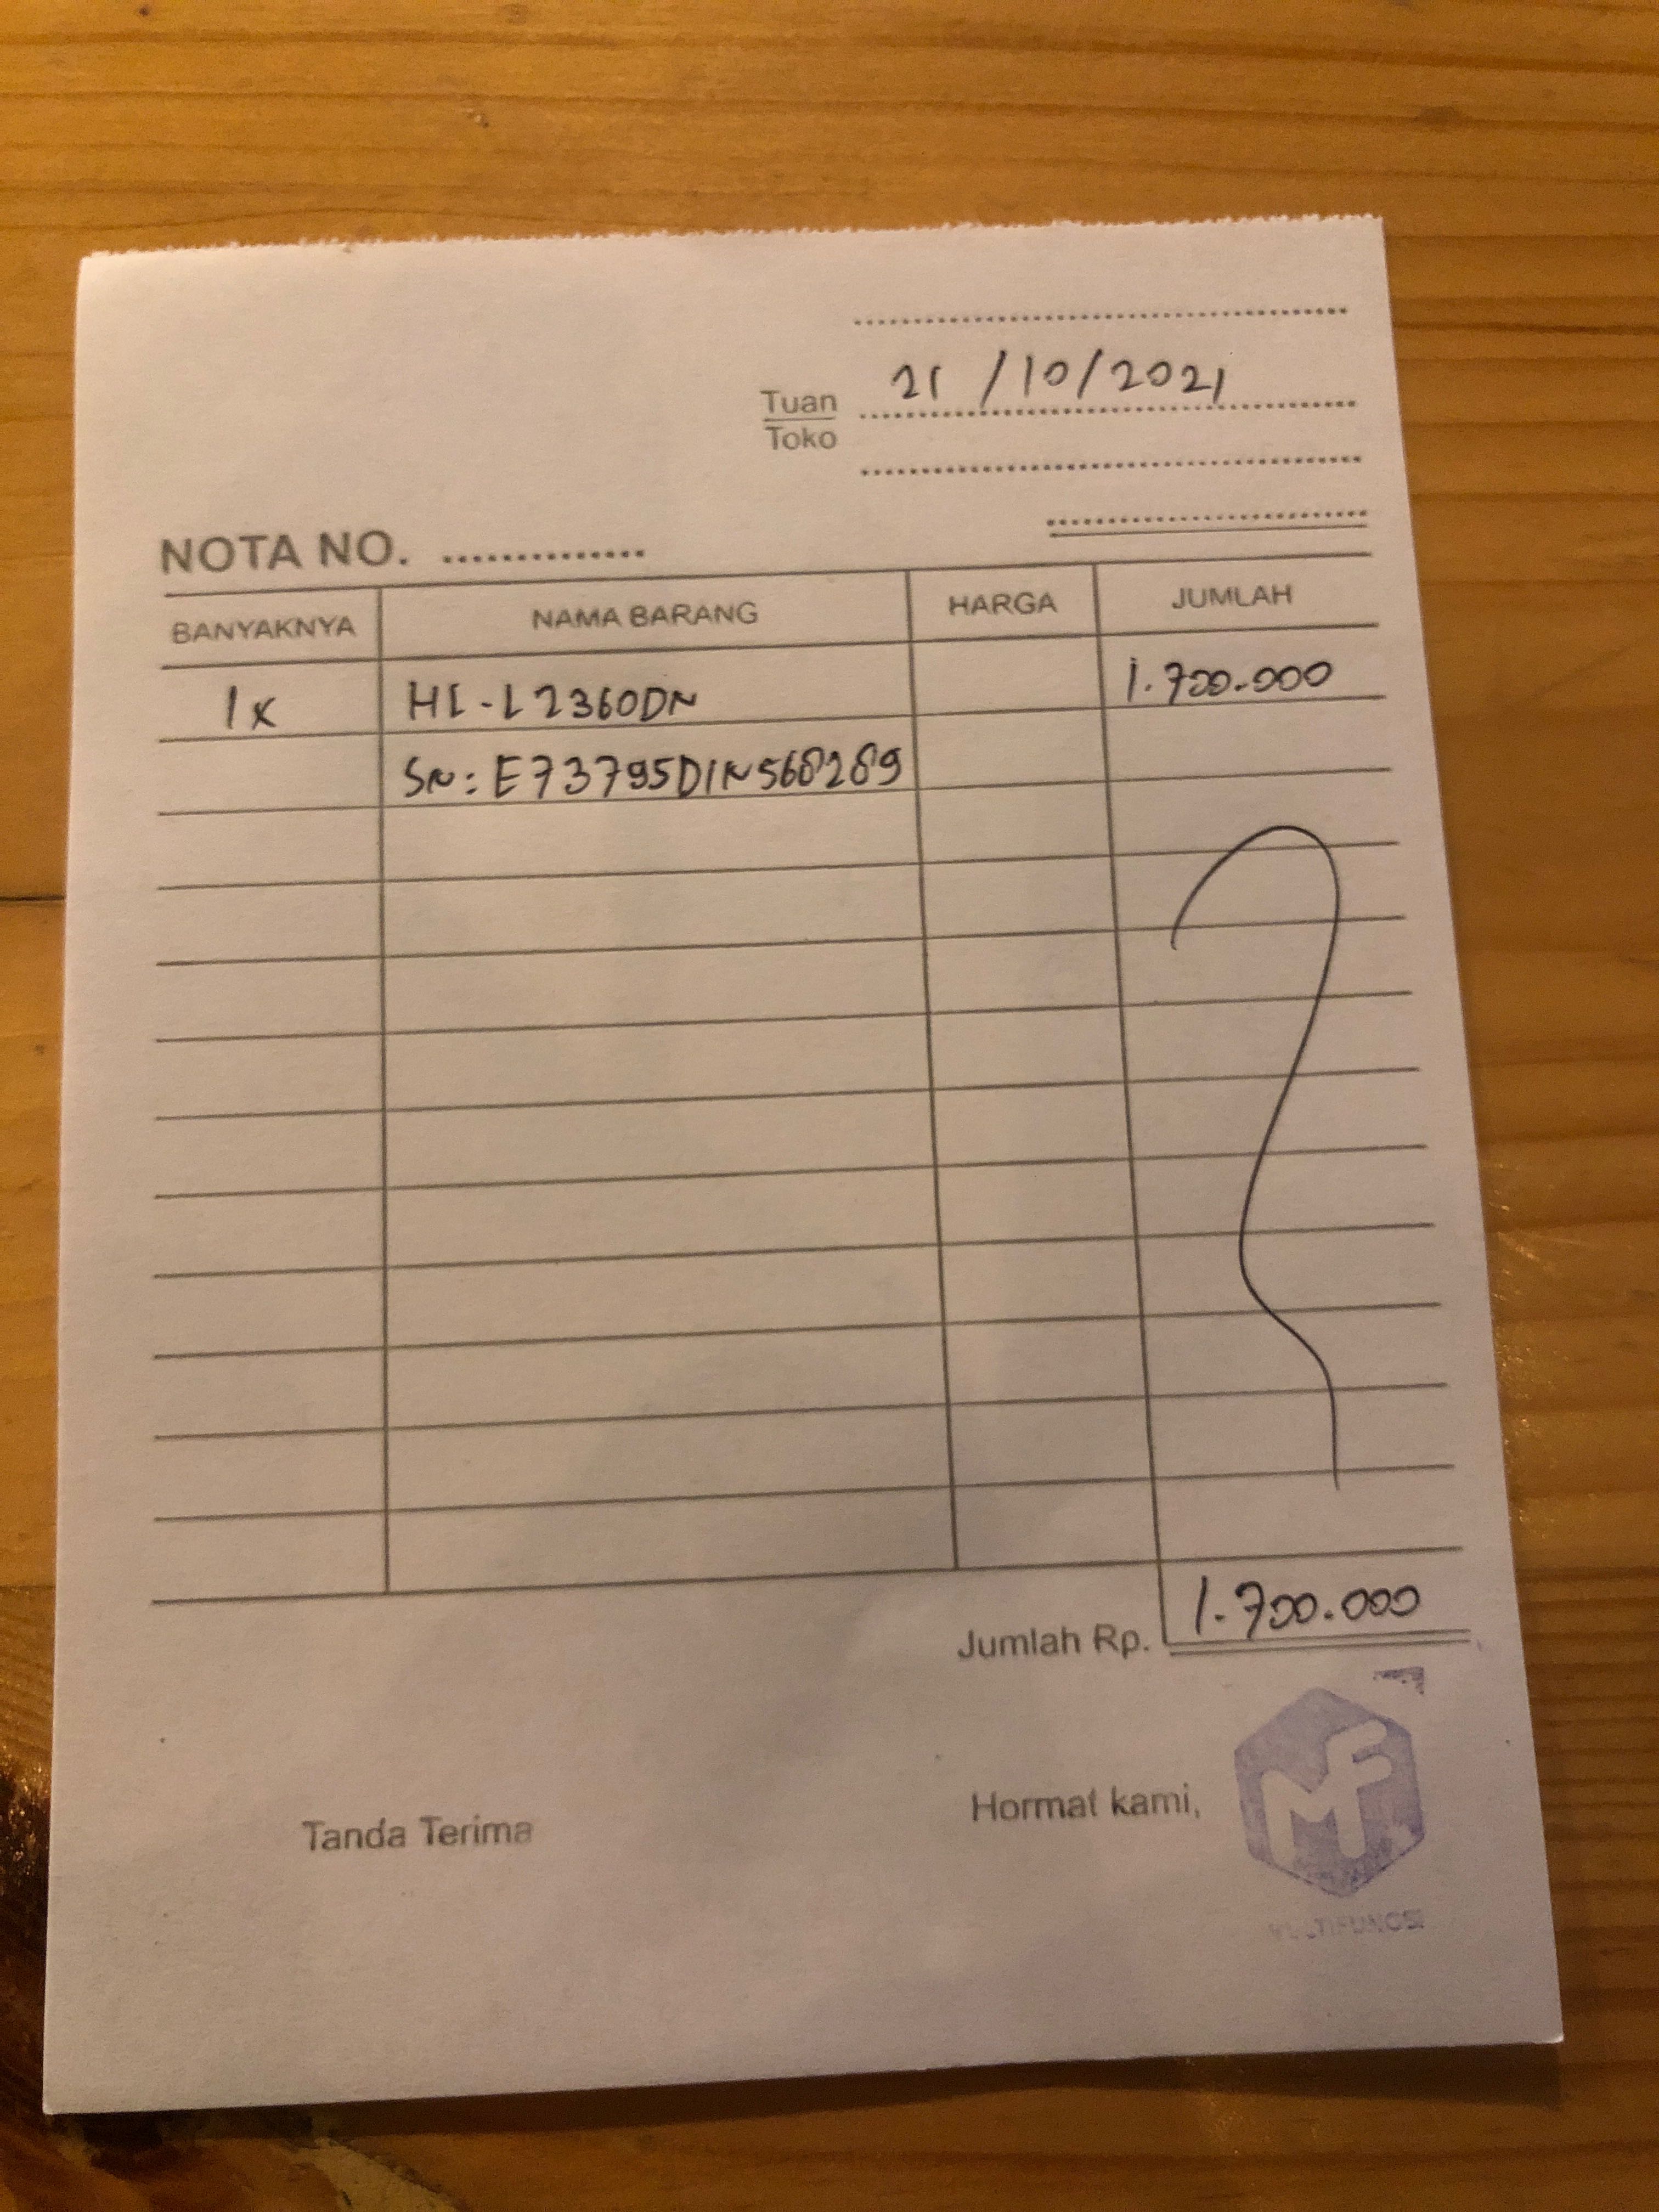 21/10/2021
Tuan
Toko
NOTA NO.
BANYAKNYA NAMA BARANG HARGA JUMLAH
1x HL-L2360DN 1.700.000
SN: E73795D1N568289
Jumlah Rp. 1.700.000
Tanda Terima Hormat kami,
MF
MULTIFUNGSI